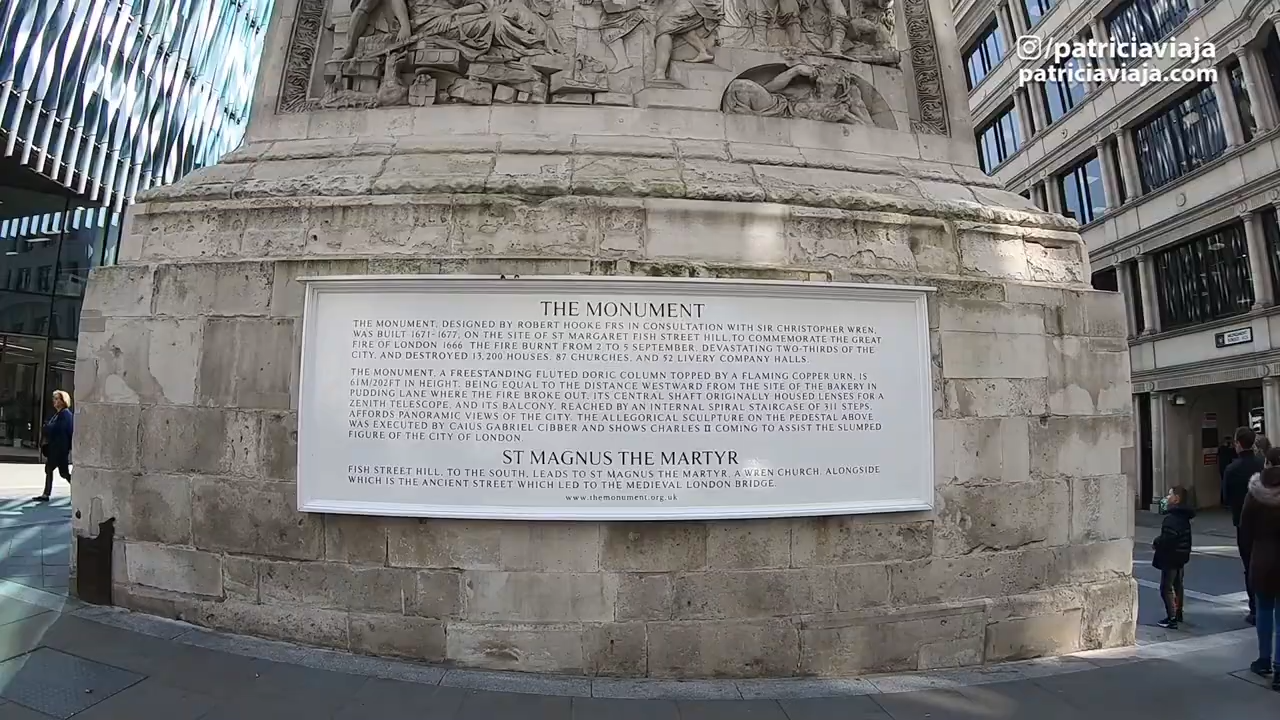 /patriciaviaja
patriciaviaja.com
THE MONUMENT
THE MONUMENT, DESIGNED BY ROBERT HOOKE FRS IN CONSULTATION WITH SIR CHRISTOPHER WREN,
WAS BUILT 1671-1677, ON THE SITE OF ST MARGARET FISH STREET HILL, TO COMMEMORATE THE GREAT
FIRE OF LONDON 1666. THE FIRE BURNT FROM 2 TO 5 SEPTEMBER, DEVASTATING TWO-THIRDS OF THE
CITY, AND DESTROYED 13,200 HOUSES, 87 CHURCHES, AND 52 LIVERY COMPANY HALLS.
THE MONUMENT, A FREESTANDING FLUTED DORIC COLUMN TOPPED BY A FLAMING COPPER URN, IS
61M/202FT IN HEIGHT, BEING EQUAL TO THE DISTANCE WESTWARD FROM THE SITE OF THE BAKERY IN
PUDDING LANE WHERE THE FIRE BROKE OUT. ITS CENTRAL SHAFT ORIGINALLY HOUSED LENSES FOR A
ZENITH TELESCOPE, AND ITS BALCONY, REACHED BY AN INTERNAL SPIRAL STAIRCASE OF 311 STEPS,
AFFORDS PANORAMIC VIEWS OF THE CITY. THE ALLEGORICAL SCULPTURE ON THE PEDESTAL ABOVE
WAS EXECUTED BY CAIUS GABRIEL CIBBER AND SHOWS CHARLES II COMING TO ASSIST THE SLUMPED
FIGURE OF THE CITY OF LONDON.
ST MAGNUS THE MARTYR
FISH STREET HILL, TO THE SOUTH, LEADS TO ST MAGNUS THE MARTYR, A WREN CHURCH, ALONGSIDE
WHICH IS THE ANCIENT STREET WHICH LED TO THE MEDIEVAL LONDON BRIDGE.
www.themonument.org.uk